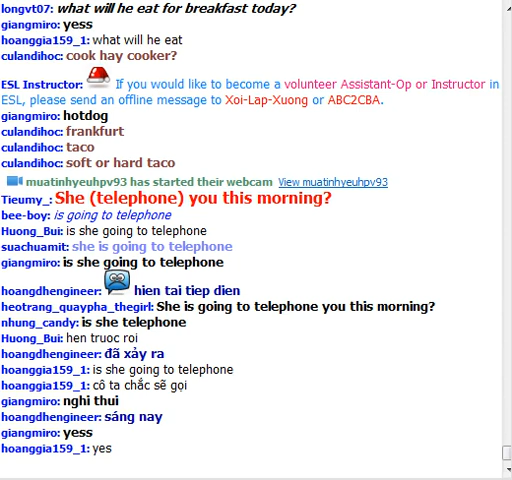 longvt07: what will he eat for breakfast today?
giangmiro: yess
hoanggia159_1: what will he eat
culandihoc: cook hay cooker?
ESL Instructor: If you would like to become a volunteer Assistant-Op or Instructor in
ESL, please send an offline message to Xoi-Lap-Xuong or ABC2CBA.
giangmiro: hotdog
culandihoc: frankfurt
culandihoc: taco
culandihoc: soft or hard taco
muatinhyeuhpv93 has started their webcam View muatinhyeuhpv93
Tieumy_: She (telephone) you this morning?
bee-boy: is going to telephone
Huong_Bui: is she going to telephone
suachuamit: she is going to telephone
giangmiro: is she going to telephone
hoangdhengineer: hien tai tiep dien
heotrang_quaypha_thegirl: She is going to telephone you this morning?
nhung_candy: is she telephone
Huong_Bui: hen truoc roi
hoangdhengineer: đã xảy ra
hoanggia159_1: is she going to telephone
hoanggia159_1: cô ta chắc sẽ gọi
giangmiro: nghi thui
hoangdhengineer: sáng nay
giangmiro: yess
hoanggia159_1: yes